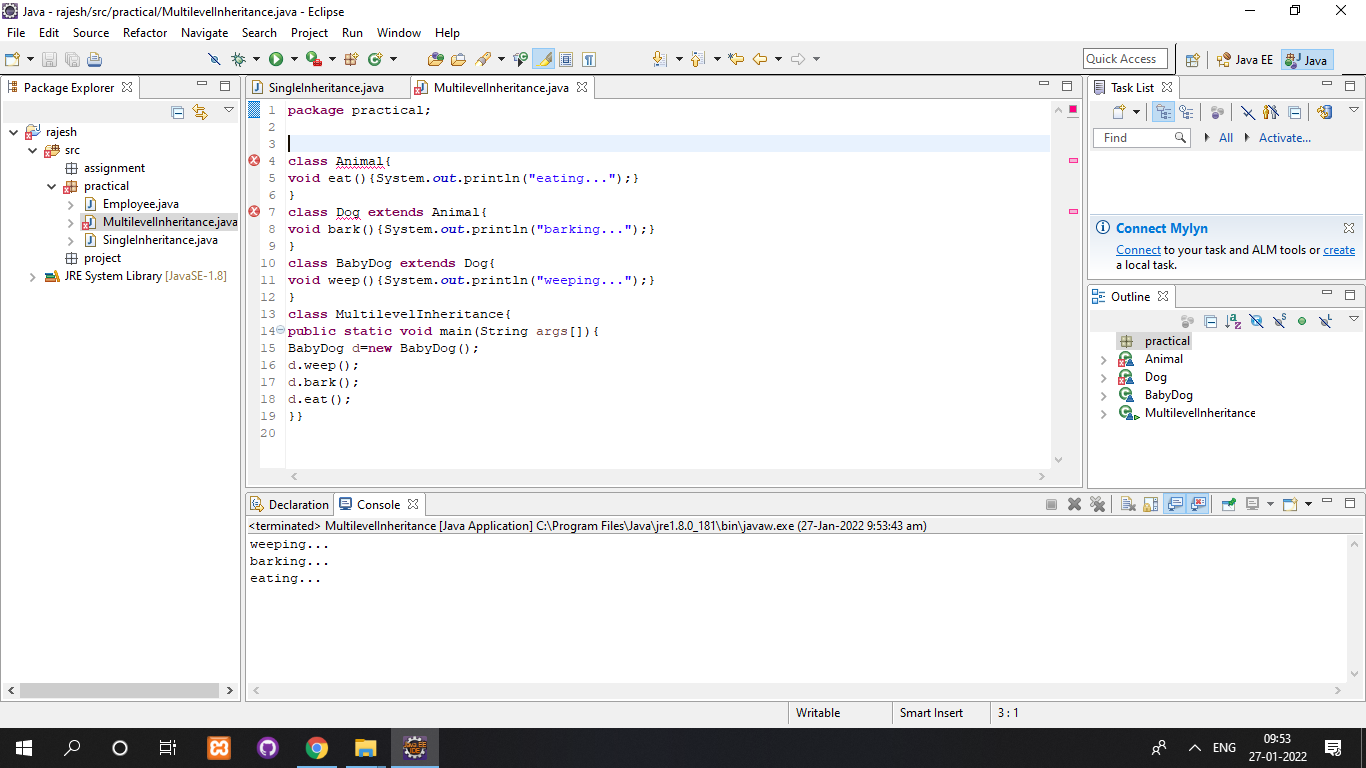 Java - rajesh/src/practical/MultilevelInheritance.java - Eclipse
File Edit Source Refactor Navigate Search Project Run Window Help
Quick Access
Java EE
Java
Package Explorer
rajesh
src
assignment
practical
Employee.java
MultilevelInheritance.java
SingleInheritance.java
project
JRE System Library [JavaSE-1.8]
SingleInheritance.java
MultilevelInheritance.java
1 package practical;
2
3
4 class Animal{
5 void eat(){System.out.println("eating...");}
6 }
7 class Dog extends Animal{
8 void bark(){System.out.println("barking...");}
9 }
10 class BabyDog extends Dog{
11 void weep(){System.out.println("weeping...");}
12 }
13 class MultilevelInheritance{
14 public static void main(String args[]){
15 BabyDog d=new BabyDog();
16 d.weep();
17 d.bark();
18 d.eat();
19 }}
20
Task List
Find
All
Activate...
Connect Mylyn
Connect to your task and ALM tools or create
a local task.
Outline
practical
Animal
Dog
BabyDog
MultilevelInheritance
Declaration
Console
<terminated> MultilevelInheritance [Java Application] C:\Program Files\Java\jre1.8.0_181\bin\javaw.exe (27-Jan-2022 9:53:43 am)
weeping...
barking...
eating...
Writable
Smart Insert
3 : 1
ENG
09:53
27-01-2022